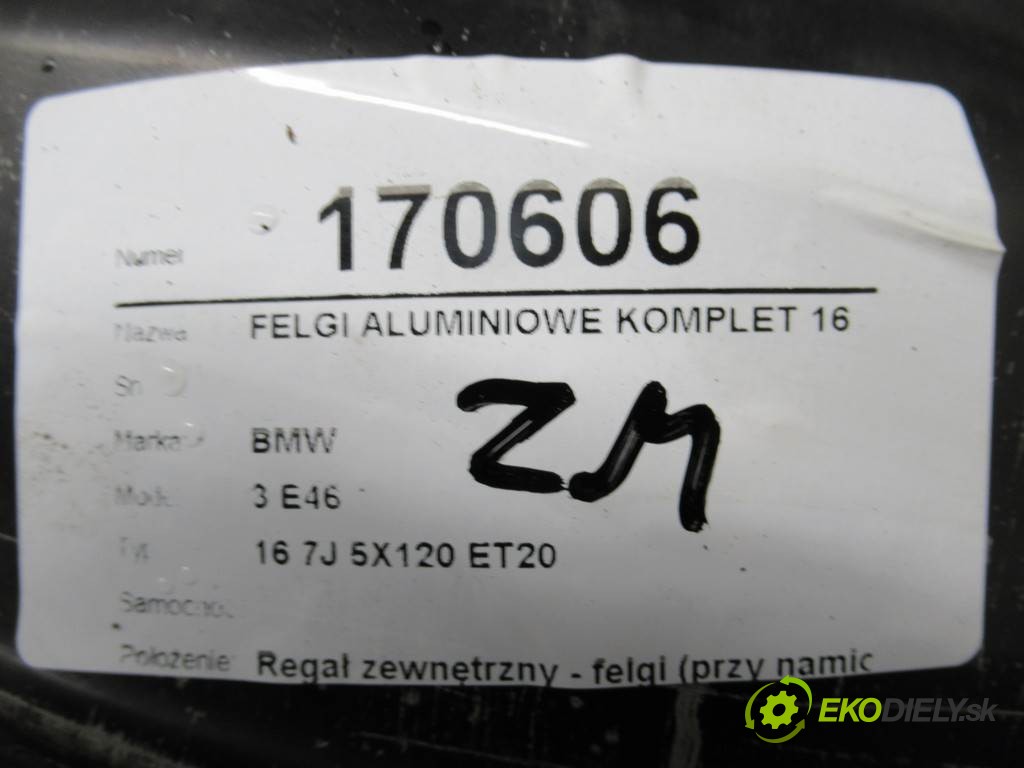 Numer 170606
Nazwa FELGI ALUMINIOWE KOMPLET 16
Sn
Marka BMW
ZM
3 E46
Typ 16 7J 5X120 ET20
Położenie Regał zewnętrzny - felgi (przy namic
EKODIELY.sk